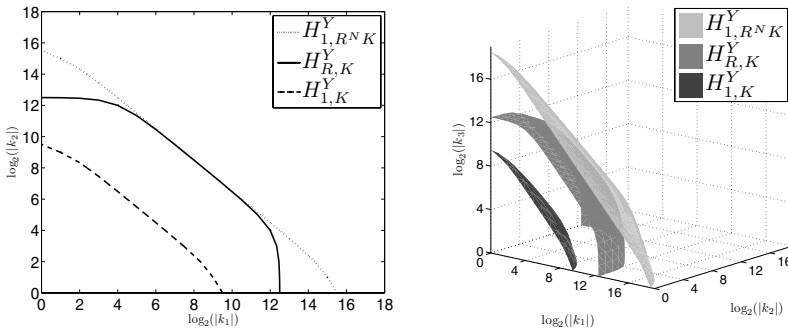 18
16
14
12
10
8
6
4
2
0
log₂(|k₂|)
0 2 4 6 8 10 12 14 16 18
log₂(|k₁|)
H^Y_{1,R^N K}
H^Y_{R,K}
H^Y_{1,K}
16
12
8
4
0
log₂(|k₃|)
0 4 8 12 16
log₂(|k₁|)
0 4 8 12 16
log₂(|k₂|)
H^Y_{1,R^N K}
H^Y_{R,K}
H^Y_{1,K}